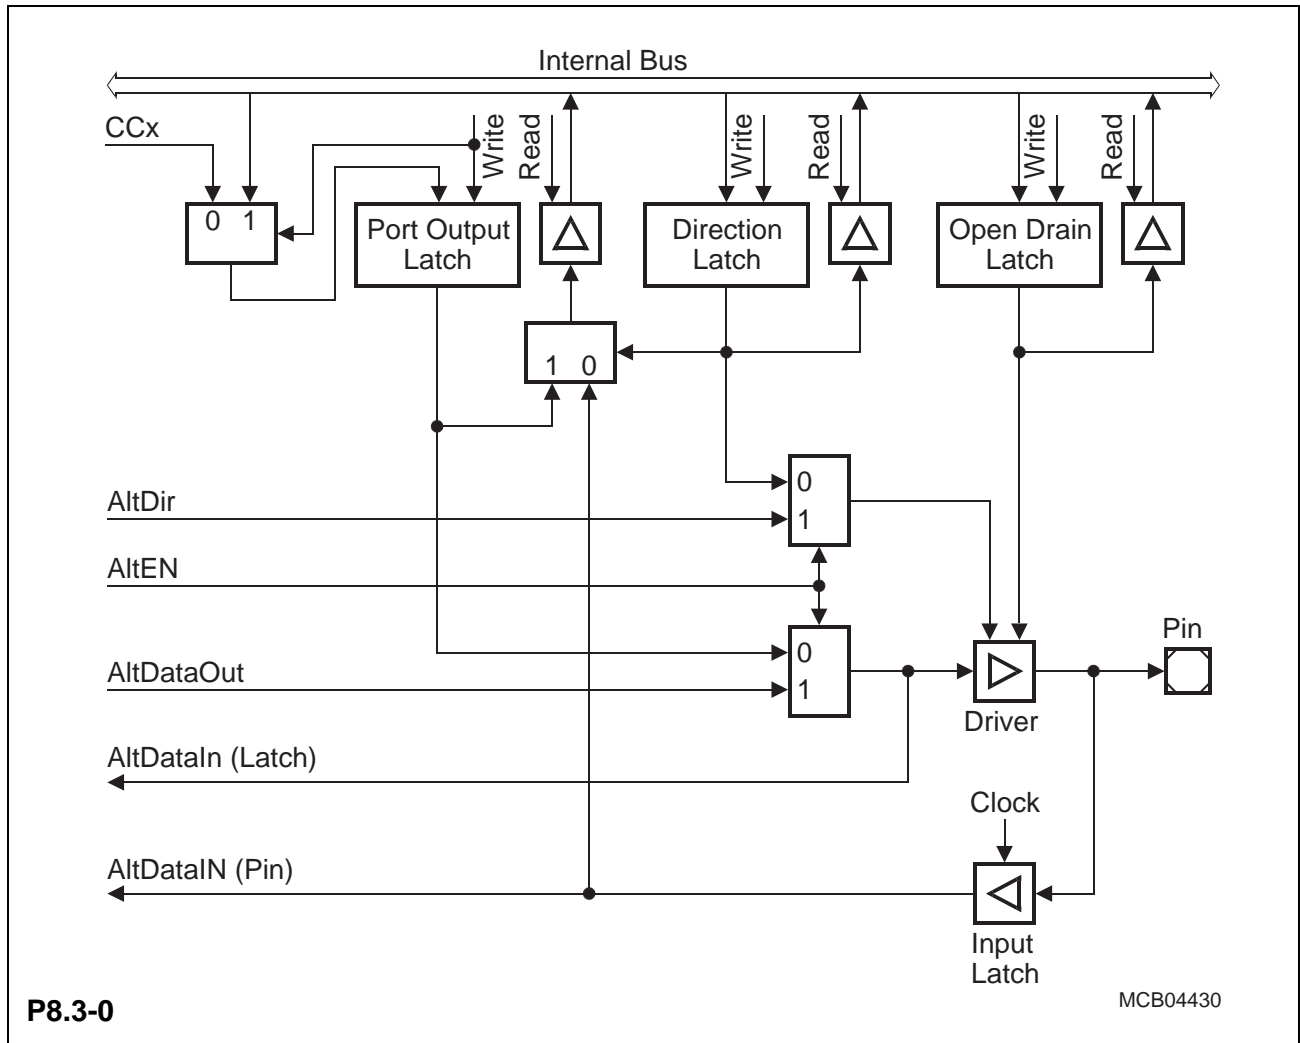 Internal Bus
CCx
Write
Read
Write
Read
Write
Read
0 1
Port Output
Latch
Direction
Latch
Open Drain
Latch
1 0
0
1
AltDir
AltEN
0
1
AltDataOut
Pin
Driver
AltDataIn (Latch)
Clock
AltDataIN (Pin)
Input
Latch
P8.3-0
MCB04430